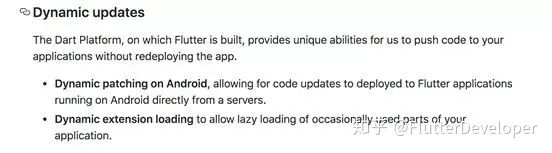 Dynamic updates
The Dart Platform, on which Flutter is built, provides unique abilities for us to push code to your
applications without redeploying the app.
• Dynamic patching on Android, allowing for code updates to deployed to Flutter applications
running on Android directly from a servers.
• Dynamic extension loading to allow lazy loading of occasionally used parts of your
application.
知乎 @FlutterDeveloper